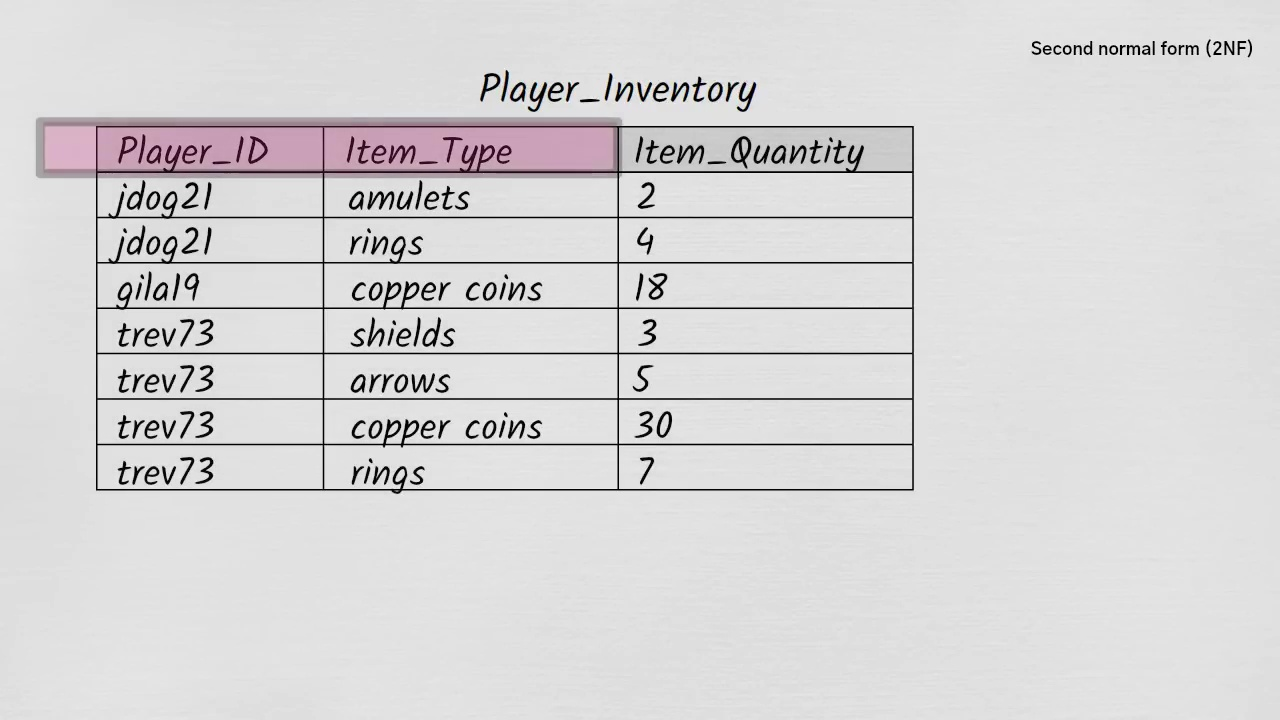 Second normal form (2NF)
Player_Inventory
Player_ID Item_Type Item_Quantity
jdog21 amulets 2
jdog21 rings 4
gila19 copper coins 18
trev73 shields 3
trev73 arrows 5
trev73 copper coins 30
trev73 rings 7